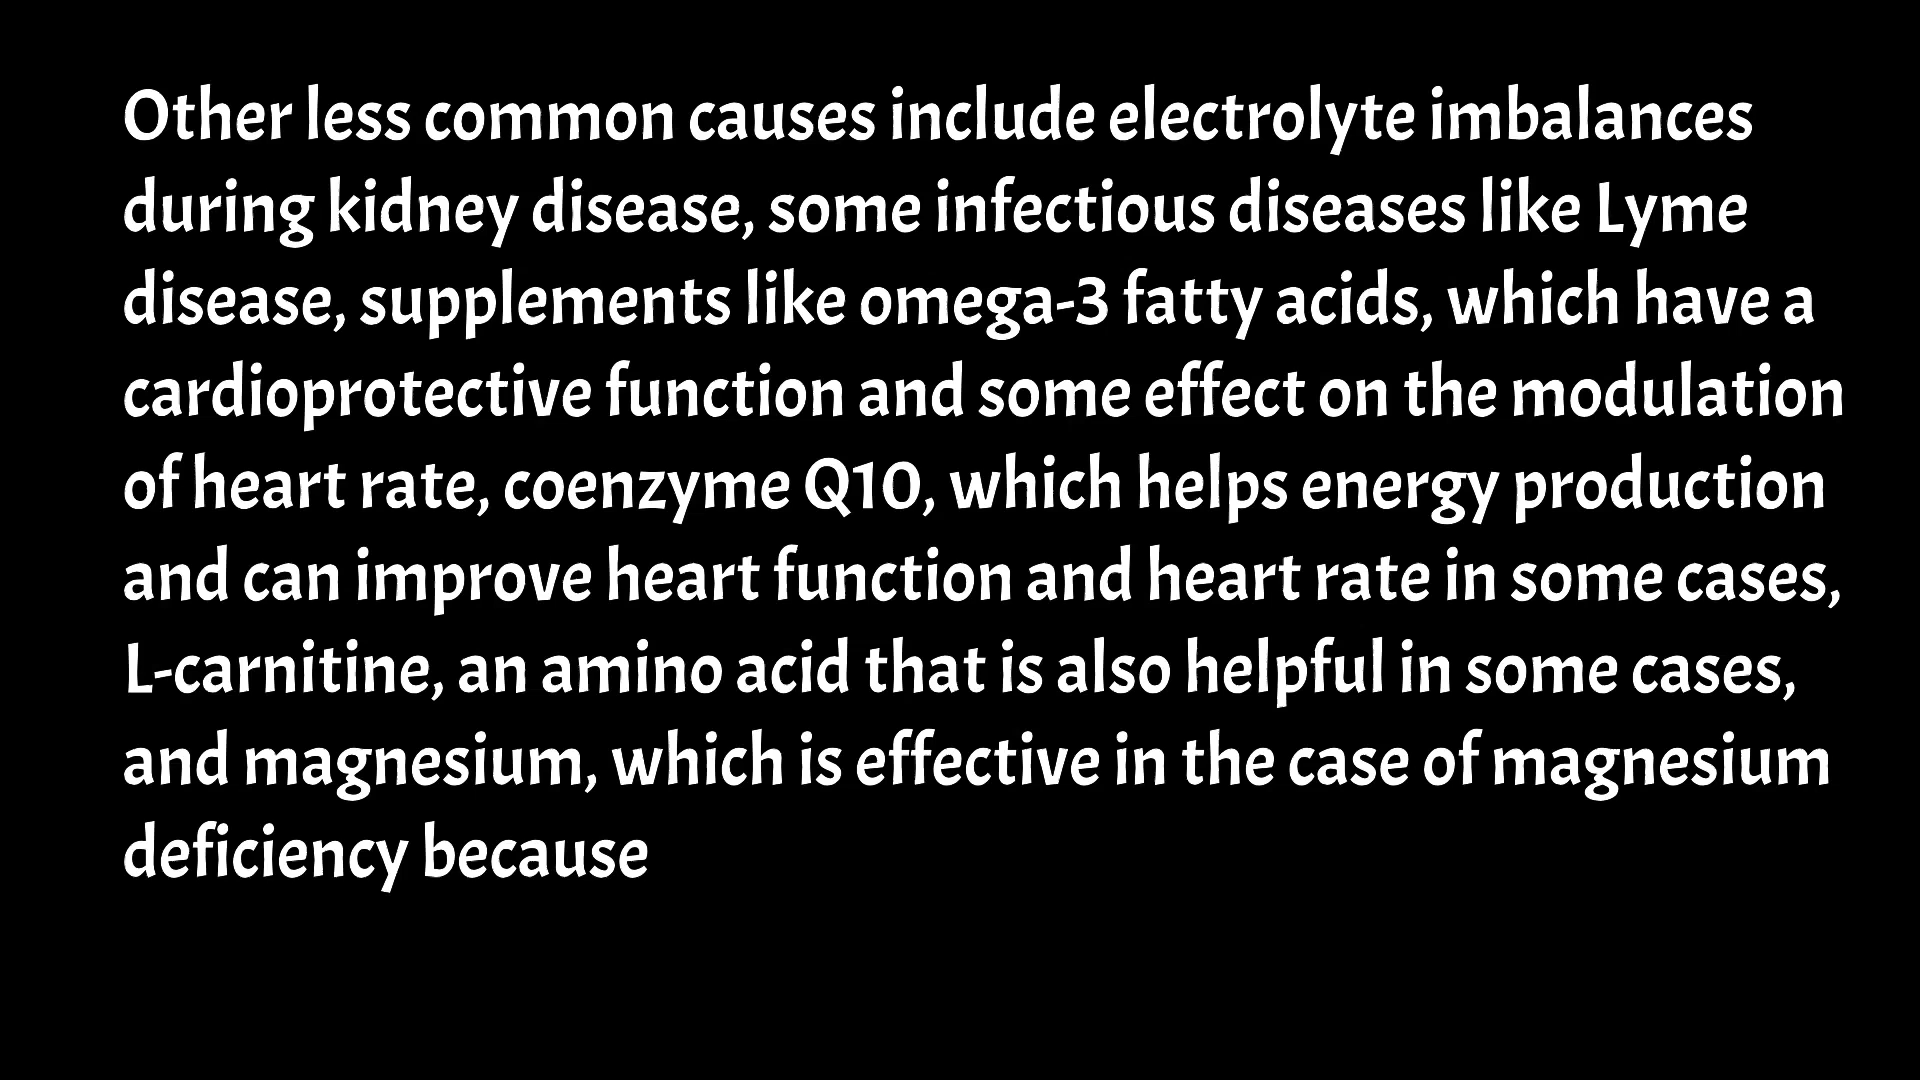 Other less common causes include electrolyte imbalances
during kidney disease, some infectious diseases like Lyme
disease, supplements like omega-3 fatty acids, which have a
cardioprotective function and some effect on the modulation
of heart rate, coenzyme Q10, which helps energy production
and can improve heart function and heart rate in some cases,
L-carnitine, an amino acid that is also helpful in some cases,
and magnesium, which is effective in the case of magnesium
deficiency because